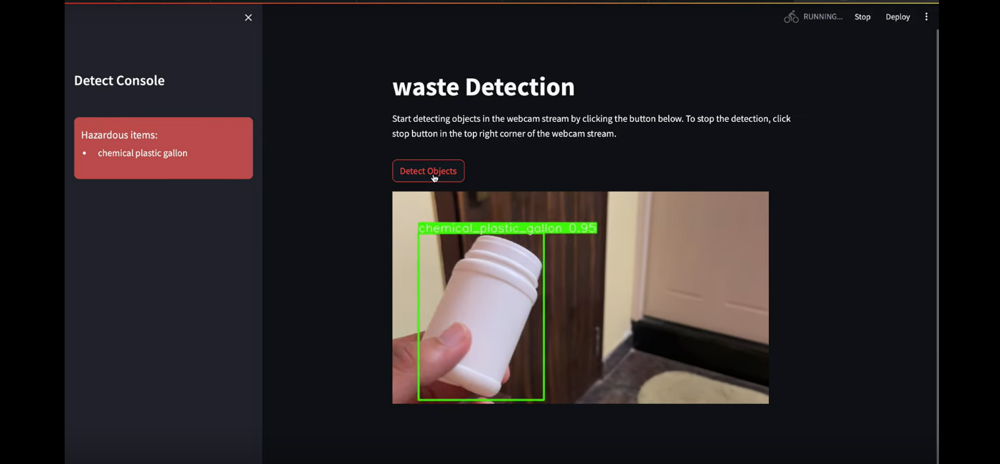 RUNNING...
Stop
Deploy
Detect Console
Hazardous items:
chemical plastic gallon
waste Detection
Start detecting objects in the webcam stream by clicking the button below. To stop the detection, click
stop button in the top right corner of the webcam stream.
Detect Objects
chemical_plastic_gallon 0.95